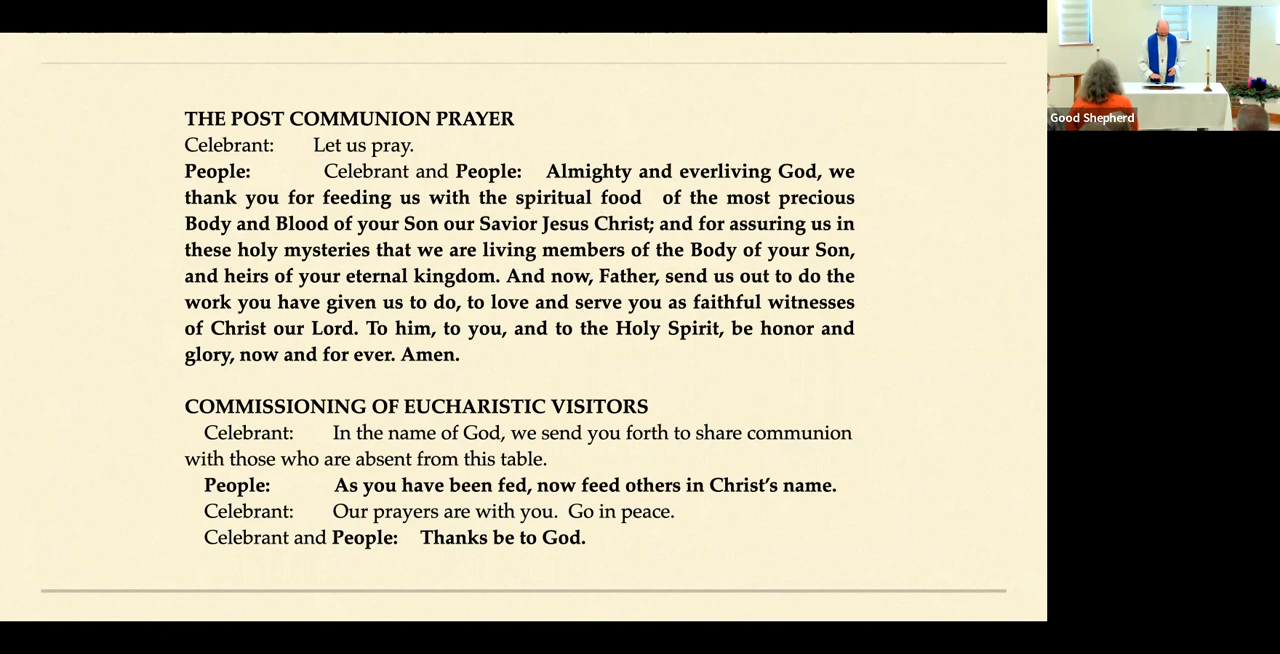 THE POST COMMUNION PRAYER
Celebrant: Let us pray.
People: Celebrant and People: Almighty and everliving God, we
thank you for feeding us with the spiritual food of the most precious
Body and Blood of your Son our Savior Jesus Christ; and for assuring us in
these holy mysteries that we are living members of the Body of your Son,
and heirs of your eternal kingdom. And now, Father, send us out to do the
work you have given us to do, to love and serve you as faithful witnesses
of Christ our Lord. To him, to you, and to the Holy Spirit, be honor and
glory, now and for ever. Amen.
COMMISSIONING OF EUCHARISTIC VISITORS
Celebrant: In the name of God, we send you forth to share communion
with those who are absent from this table.
People: As you have been fed, now feed others in Christ’s name.
Celebrant: Our prayers are with you. Go in peace.
Celebrant and People: Thanks be to God.
Good Shepherd